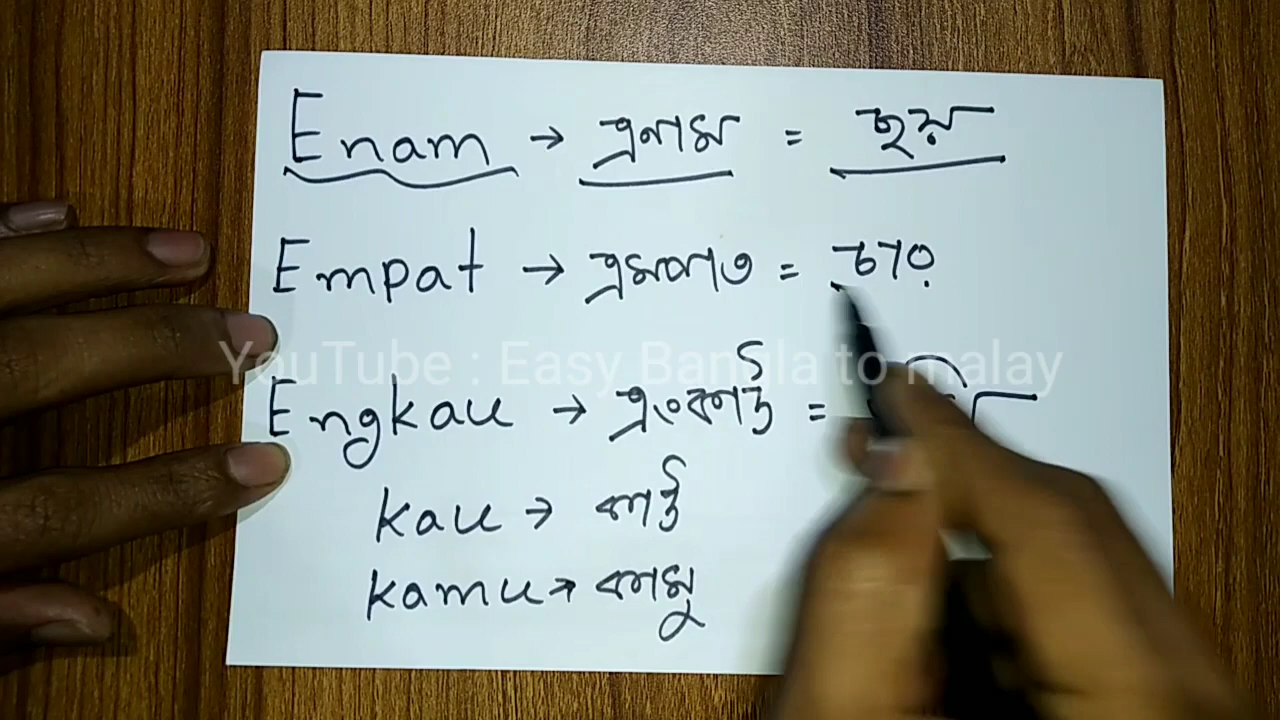 Enam → এনাম = ছয়
Empat → এমপাত = চার
YouTube : Easy Bangla to malay
Engkau → এংকাউ =
kau → কাউ
kamu → কামু